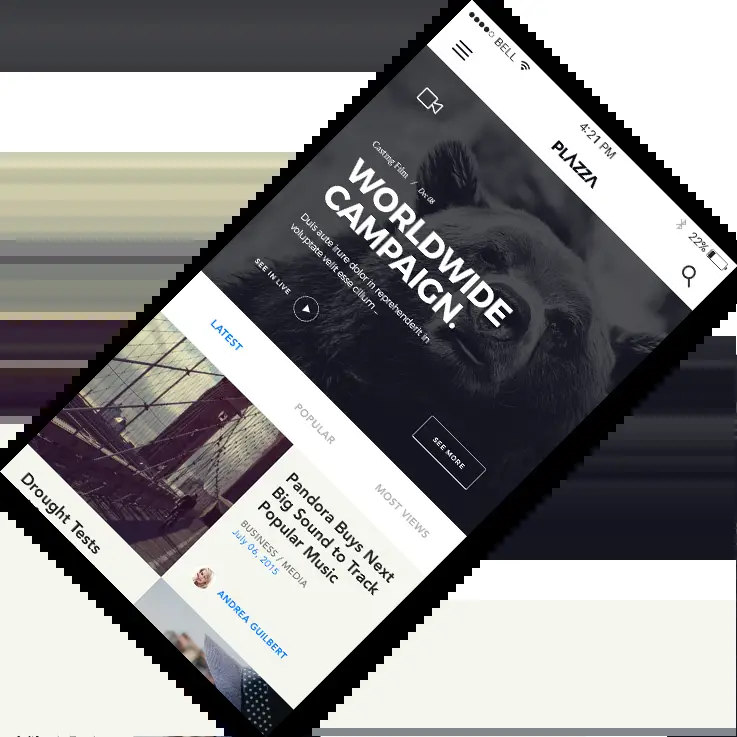 BELL
4:21 PM
22%
PLAZZA
Casting Film / Dec 08
WORLDWIDE
CAMPAIGN.
Duis aute irure dolor in reprehenderit in
voluptate velit esse cillum –
SEE IN LIVE
SEE MORE
LATEST
POPULAR
MOST VIEWS
Pandora Buys Next
Big Sound to Track
Popular Music
BUSINESS / MEDIA
July 06, 2015
ANDREA GUILBERT
Drought Tests